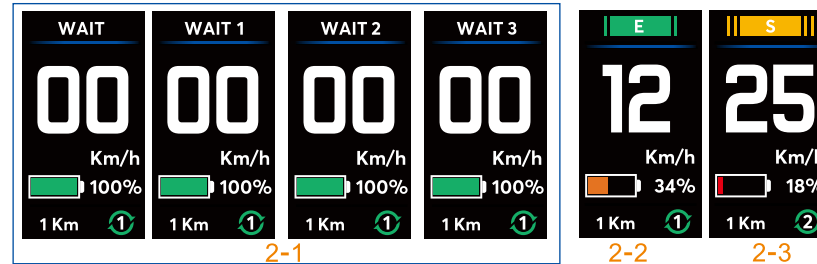 WAIT
00
Km/h
100%
1 Km 1
WAIT 1
00
Km/h
100%
1 Km 1
WAIT 2
00
Km/h
100%
1 Km 1
WAIT 3
00
Km/h
100%
1 Km 1
2-1
E
12
Km/h
34%
1 Km 1
2-2
S
25
Km/
18%
1 Km 2
2-3